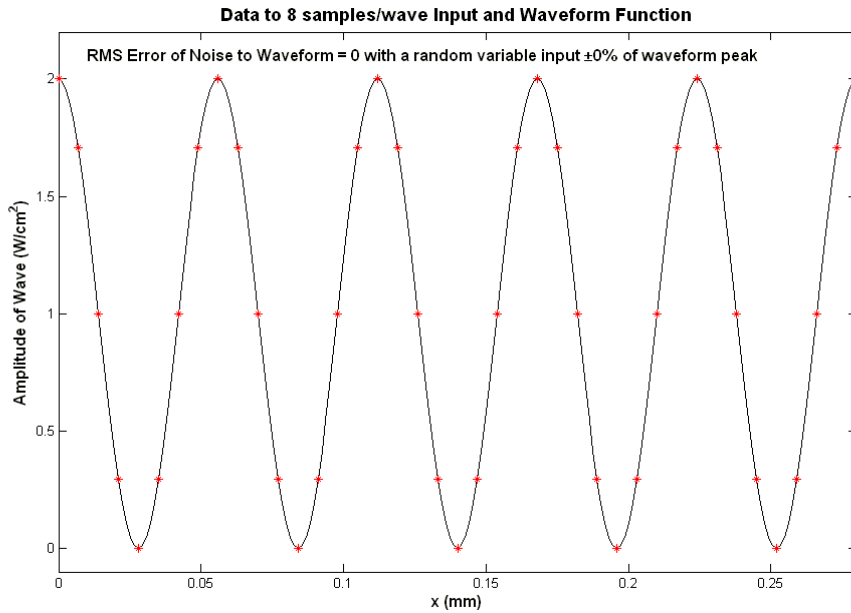 Data to 8 samples/wave Input and Waveform Function
RMS Error of Noise to Waveform = 0 with a random variable input ±0% of waveform peak
2
1.5
1
0.5
0
Amplitude of Wave (W/cm²)
0
0.05
0.1
0.15
0.2
0.25
x (mm)